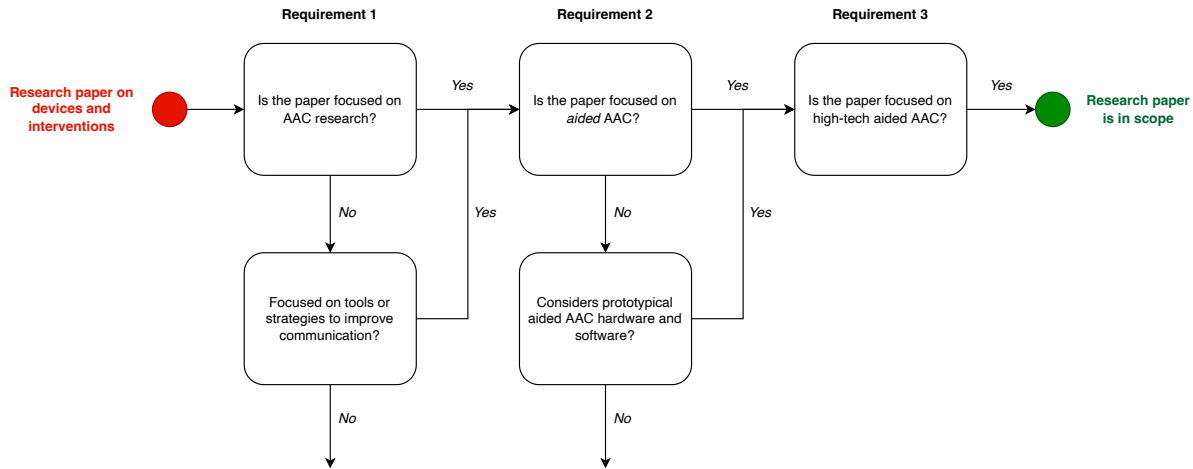 Requirement 1
Requirement 2
Requirement 3
Research paper on
devices and
interventions
Is the paper focused on
AAC research?
Yes
Is the paper focused on
aided AAC?
Yes
Is the paper focused on
high-tech aided AAC?
Yes
Research paper
is in scope
No
Yes
No
Yes
Focused on tools or
strategies to improve
communication?
Considers prototypical
aided AAC hardware and
software?
No
No